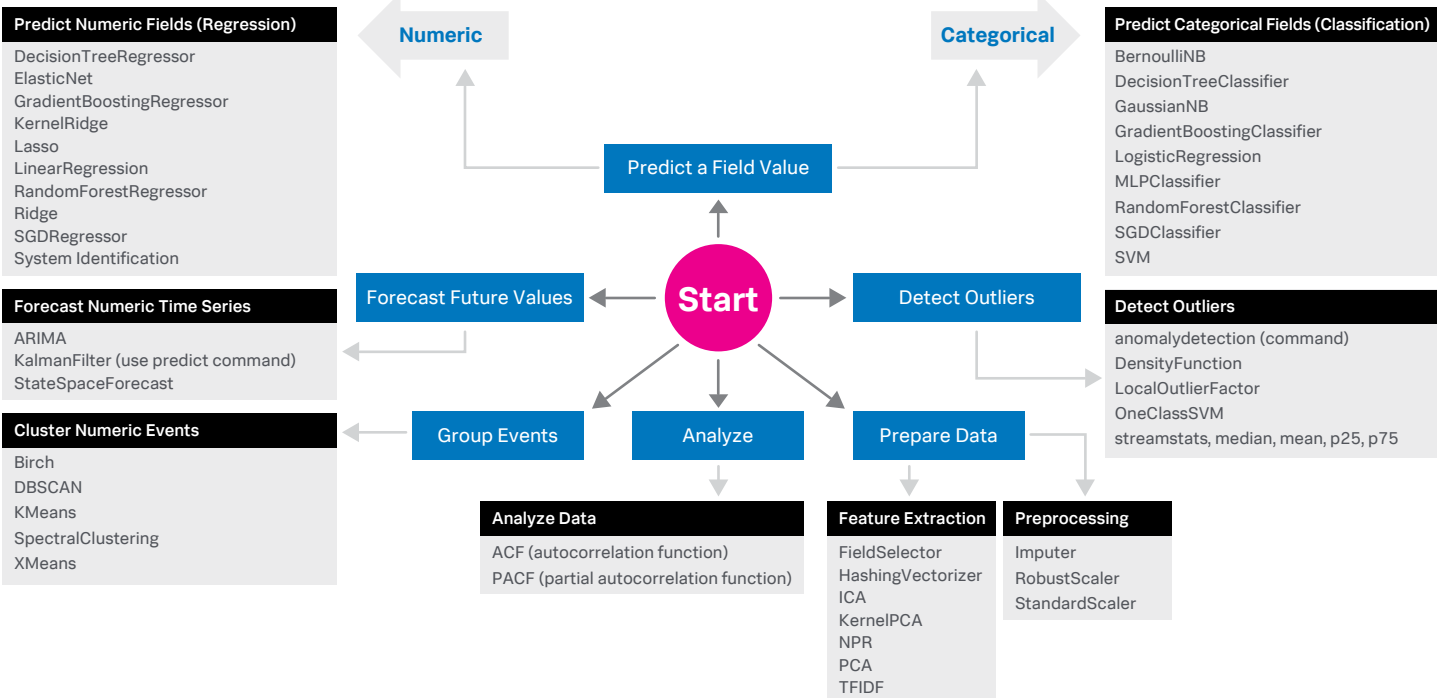 Predict Numeric Fields (Regression)
DecisionTreeRegressor
ElasticNet
GradientBoostingRegressor
KernelRidge
Lasso
LinearRegression
RandomForestRegressor
Ridge
SGDRegressor
System Identification
Numeric
Categorical
Predict Categorical Fields (Classification)
BernoulliNB
DecisionTreeClassifier
GaussianNB
GradientBoostingClassifier
LogisticRegression
MLPClassifier
RandomForestClassifier
SGDClassifier
SVM
Predict a Field Value
Forecast Future Values
Start
Detect Outliers
Forecast Numeric Time Series
ARIMA
KalmanFilter (use predict command)
StateSpaceForecast
Detect Outliers
anomalydetection (command)
DensityFunction
LocalOutlierFactor
OneClassSVM
streamstats, median, mean, p25, p75
Cluster Numeric Events
Birch
DBSCAN
KMeans
SpectralClustering
XMeans
Group Events
Analyze
Prepare Data
Analyze Data
ACF (autocorrelation function)
PACF (partial autocorrelation function)
Feature Extraction
FieldSelector
HashingVectorizer
ICA
KernelPCA
NPR
PCA
TFIDF
Preprocessing
Imputer
RobustScaler
StandardScaler